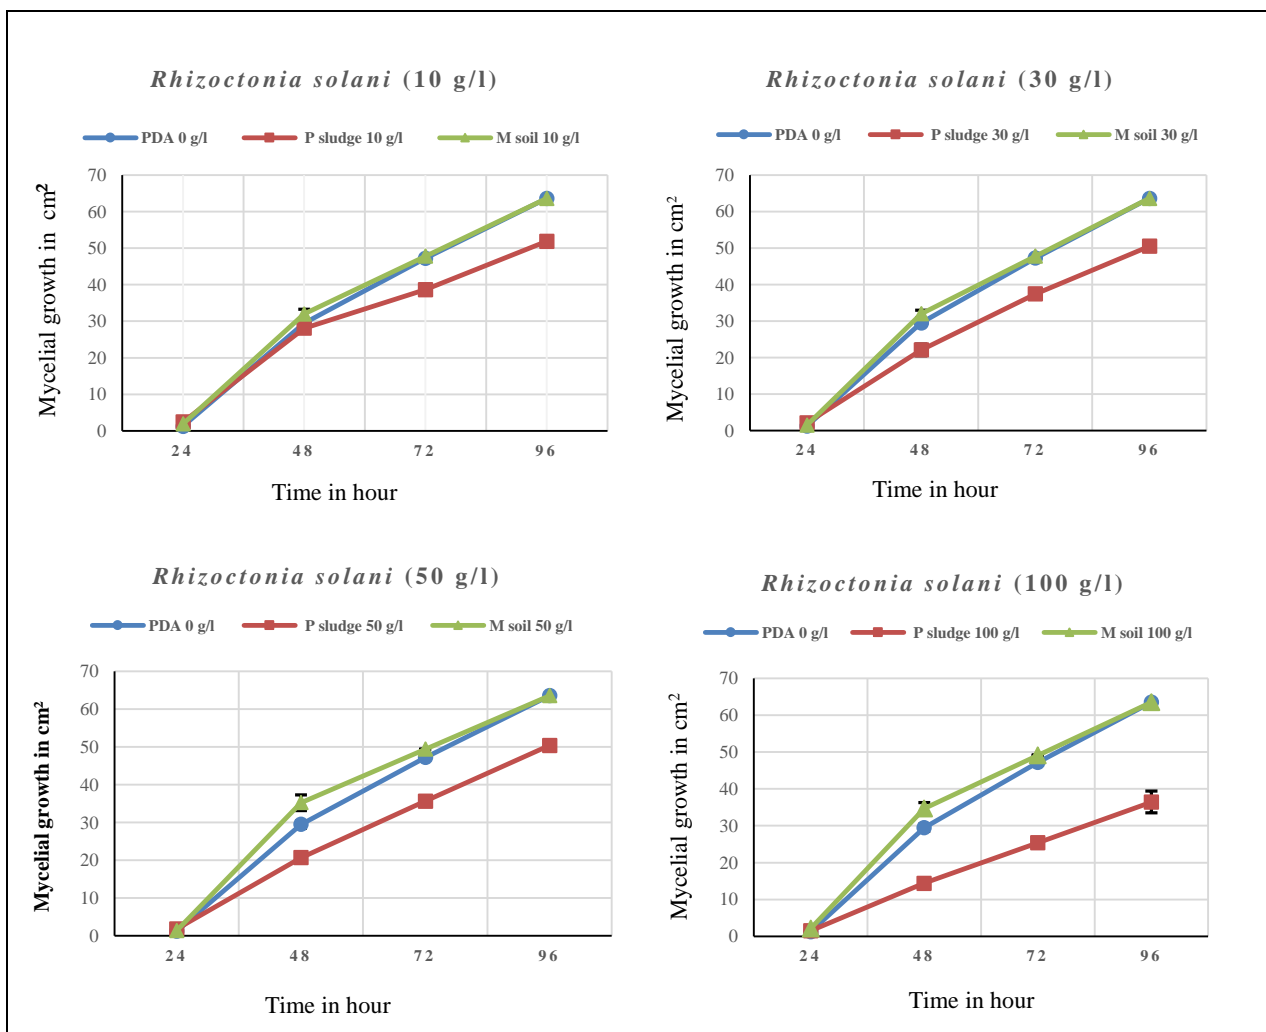 Rhizoctonia solani (10 g/l)
PDA 0 g/l P sludge 10 g/l M soil 10 g/l
Mycelial growth in cm²
70
60
50
40
30
20
10
0
24 48 72 96
Time in hour
Rhizoctonia solani (30 g/l)
PDA 0 g/l P sludge 30 g/l M soil 30 g/l
Mycelial growth in cm²
70
60
50
40
30
20
10
0
24 48 72 96
Time in hour
Rhizoctonia solani (50 g/l)
PDA 0 g/l P sludge 50 g/l M soil 50 g/l
Mycelial growth in cm²
70
60
50
40
30
20
10
0
24 48 72 96
Time in hour
Rhizoctonia solani (100 g/l)
PDA 0 g/l P sludge 100 g/l M soil 100 g/l
Mycelial growth in cm²
70
60
50
40
30
20
10
0
24 48 72 96
Time in hour